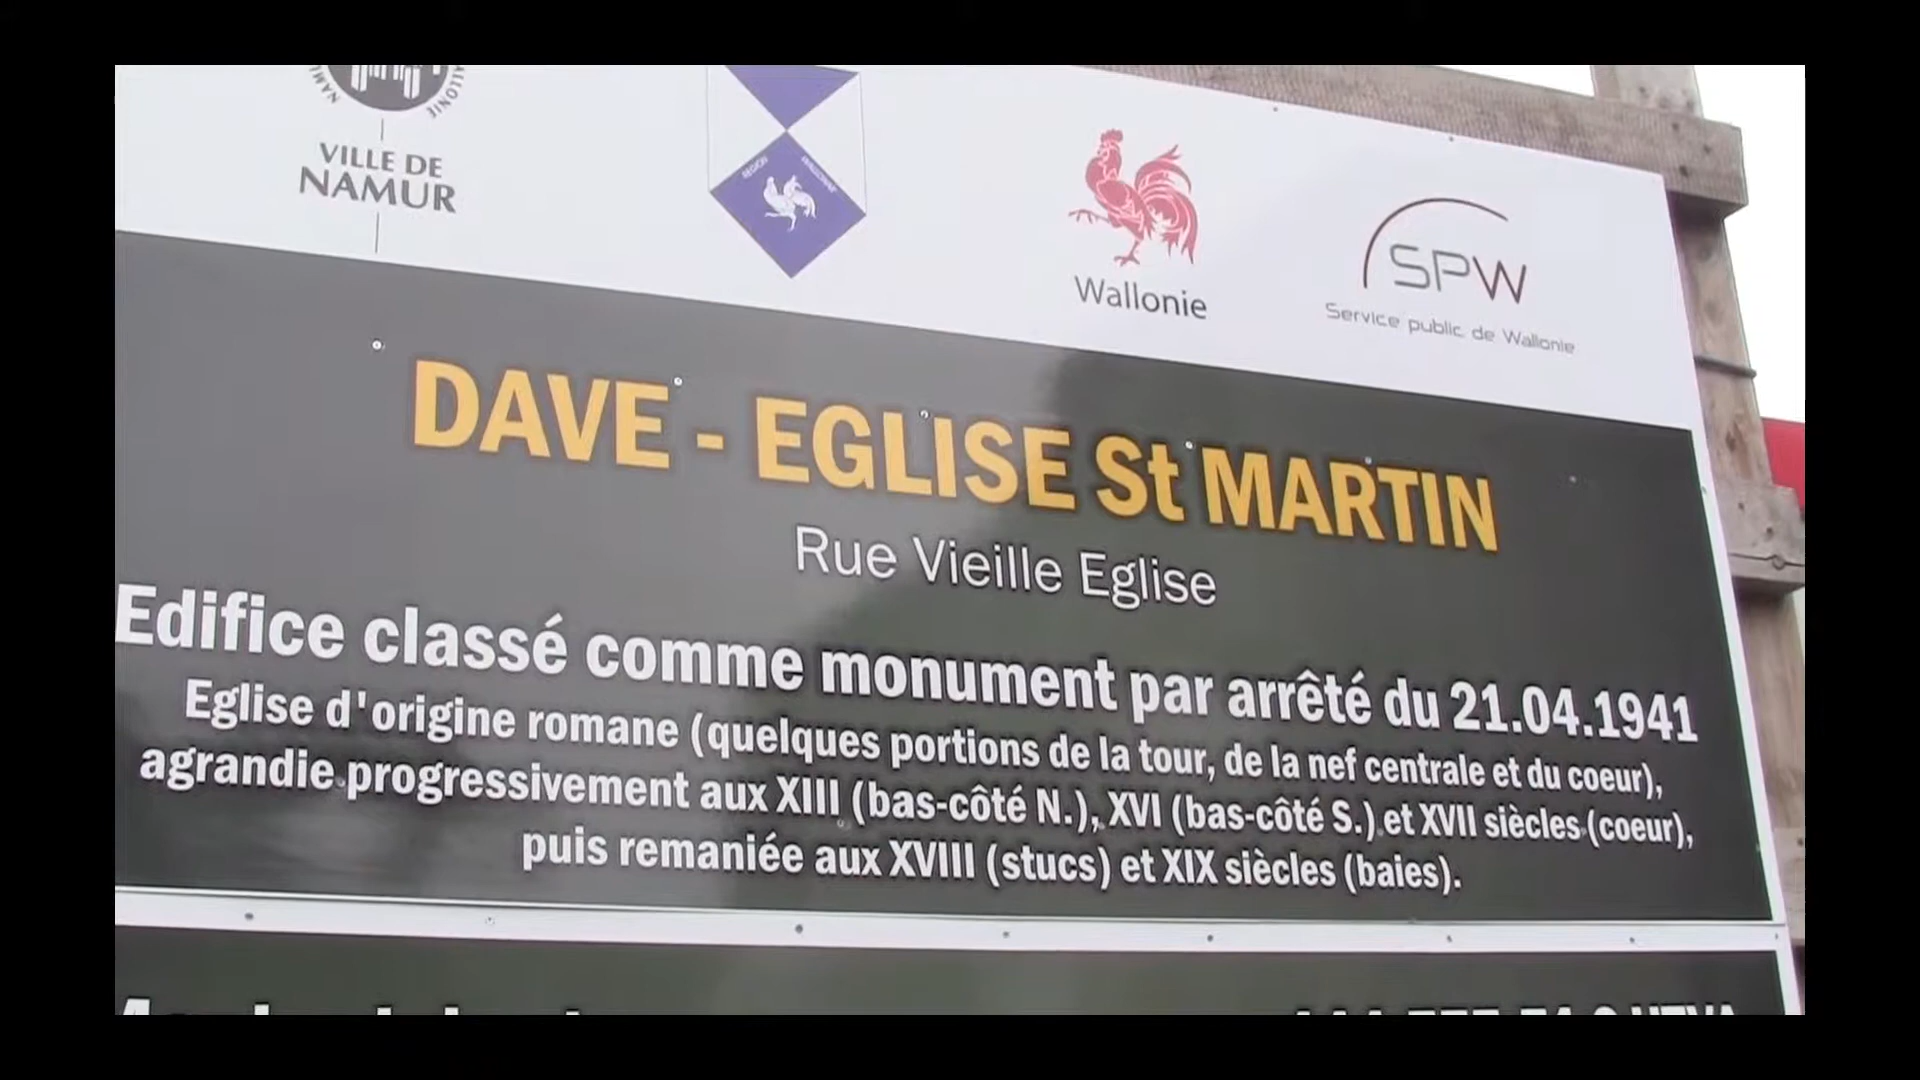 VILLE DE
NAMUR
REGION WALLONNE
Wallonie
SPW
Service public de Wallonie
DAVE - EGLISE St MARTIN
Rue Vieille Eglise
Edifice classé comme monument par arrêté du 21.04.1941
Eglise d'origine romane (quelques portions de la tour, de la nef centrale et du coeur),
agrandie progressivement aux XIII (bas-côté N.), XVI (bas-côté S.) et XVII siècles (coeur),
puis remaniée aux XVIII (stucs) et XIX siècles (baies).